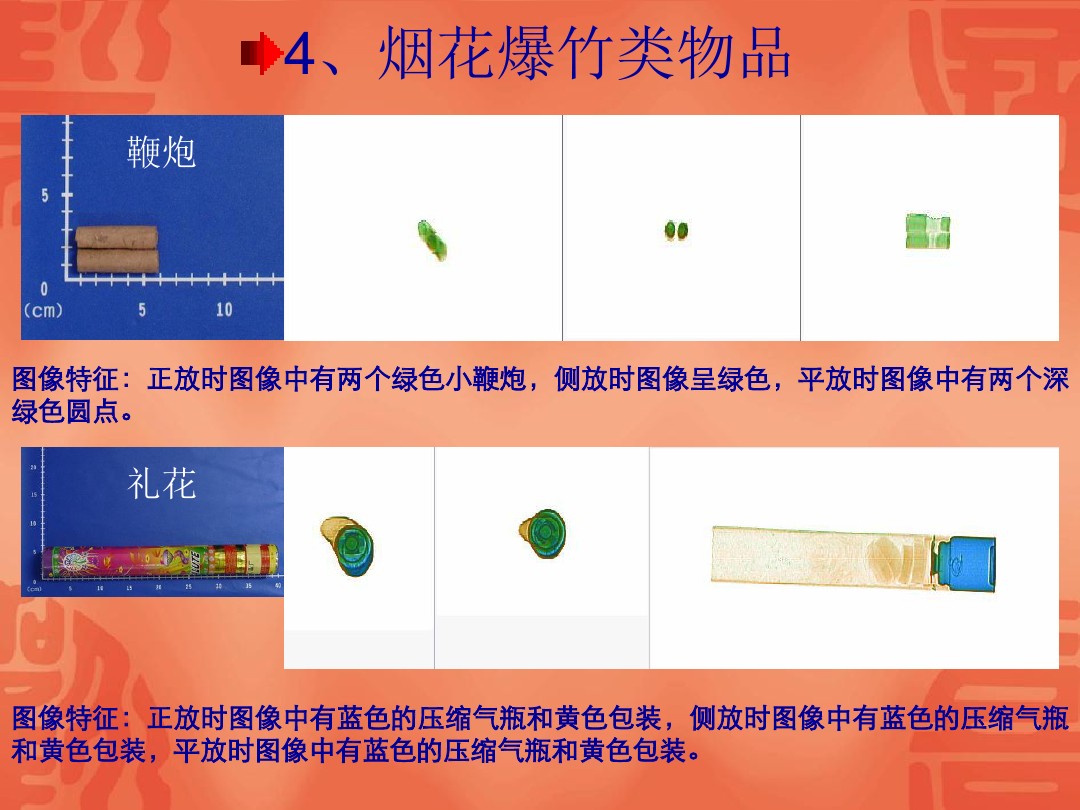 4、烟花爆竹类物品
鞭炮
5
0
(cm)
5
10
图像特征：正放时图像中有两个绿色小鞭炮，侧放时图像呈绿色，平放时图像中有两个深
绿色圆点。
礼花
20
15
10
5
0
(cm)
5 10 15 20 25 30 35 40
图像特征：正放时图像中有蓝色的压缩气瓶和黄色包装，侧放时图像中有蓝色的压缩气瓶
和黄色包装，平放时图像中有蓝色的压缩气瓶和黄色包装。